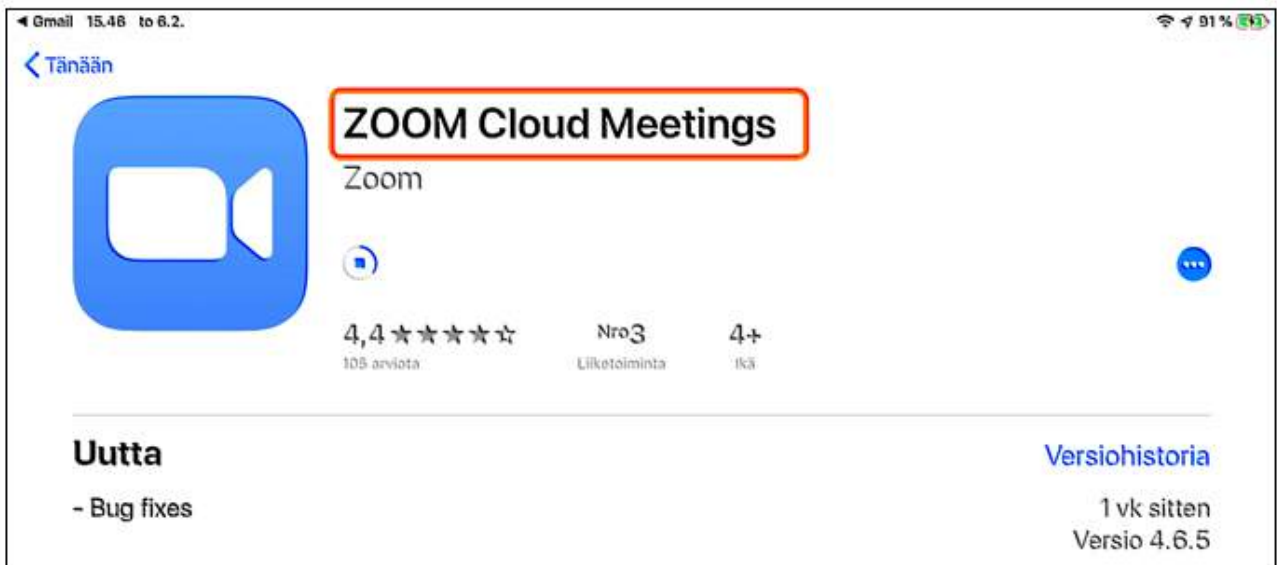 ◀ Gmail 15.46 to 6.2. 91 %
Tänään
ZOOM Cloud Meetings
Zoom
4,4 ★★★★☆ Nro3 4+
105 arviota Liiketoiminta Ikä
Uutta Versiohistoria
- Bug fixes 1 vk sitten
Versio 4.6.5